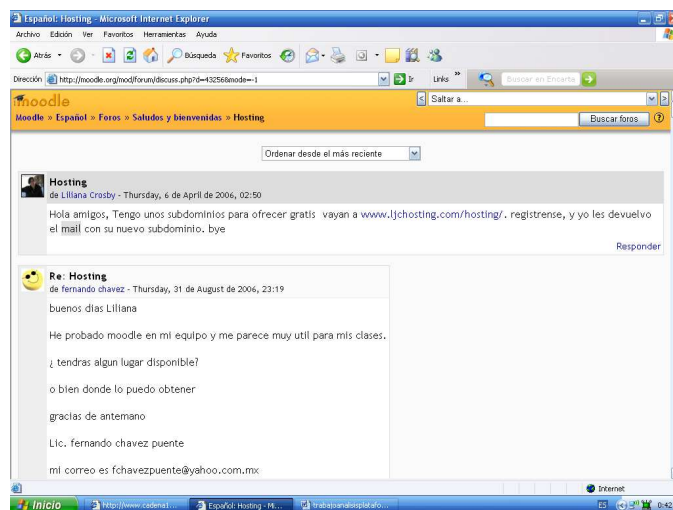 Español: Hosting - Microsoft Internet Explorer
Archivo Edición Ver Favoritos Herramientas Ayuda
Atrás Búsqueda Favoritos
Dirección http://moodle.org/mod/forum/discuss.php?d=43256&mode=-1 Ir Links Buscar en Encarta
moodle Saltar a...
Moodle » Español » Foros » Saludos y bienvenidas » Hosting Buscar foros
Ordenar desde el más reciente
Hosting
de Liliana Crosby - Thursday, 6 de April de 2006, 02:50
Hola amigos, Tengo unos subdominios para ofrecer gratis vayan a www.ljchosting.com/hosting/. registrense, y yo les devuelvo
el mail con su nuevo subdominio. bye
Responder
Re: Hosting
de fernando chavez - Thursday, 31 de August de 2006, 23:19
buenos dias Liliana
He probado moodle en mi equipo y me parece muy util para mis clases.
¿ tendras algun lugar disponible?
o bien donde lo puedo obtener
gracias de antemano
Lic. fernando chavez puente
mi correo es fchavezpuente@yahoo.com.mx
Internet
Inicio http://www.cadena1... Español: Hosting - Mi... trabajoanalsisplatafo... ES 0:42